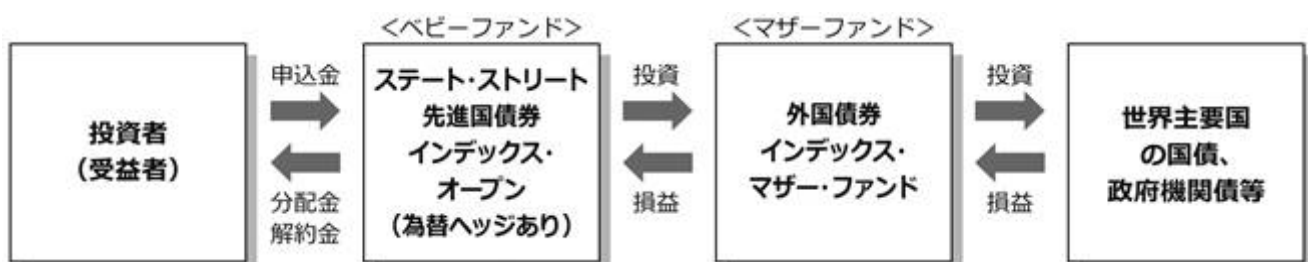 ＜ベビーファンド＞
＜マザーファンド＞
投資者
（受益者）
申込金
分配金
解約金
ステート・ストリート
先進国債券
インデックス・
オープン
（為替ヘッジあり）
投資
損益
外国債券
インデックス・
マザー・ファンド
投資
損益
世界主要国
の国債、
政府機関債等